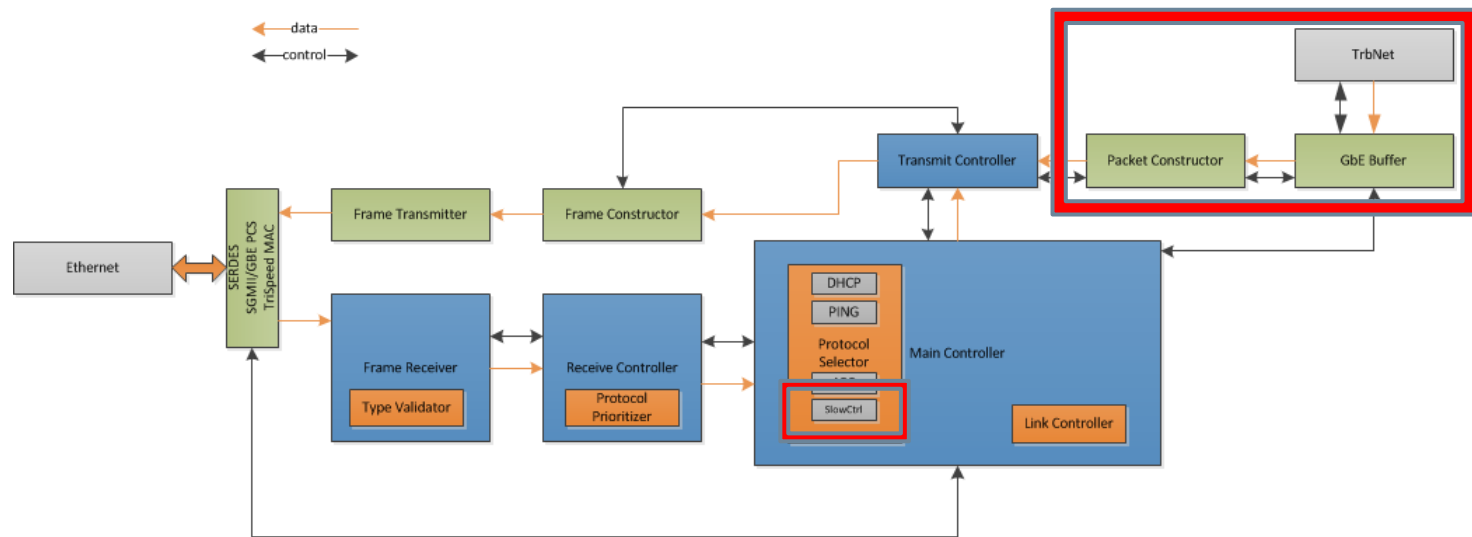 data
control
TrbNet
Transmit Controller
Packet Constructor
GbE Buffer
Frame Transmitter
Frame Constructor
Ethernet
SERDES
SGMII/GBE PCS
TriSpeed MAC
DHCP
PING
Protocol
Selector
Main Controller
SlowCtrl
Frame Receiver
Type Validator
Receive Controller
Protocol
Prioritizer
Link Controller